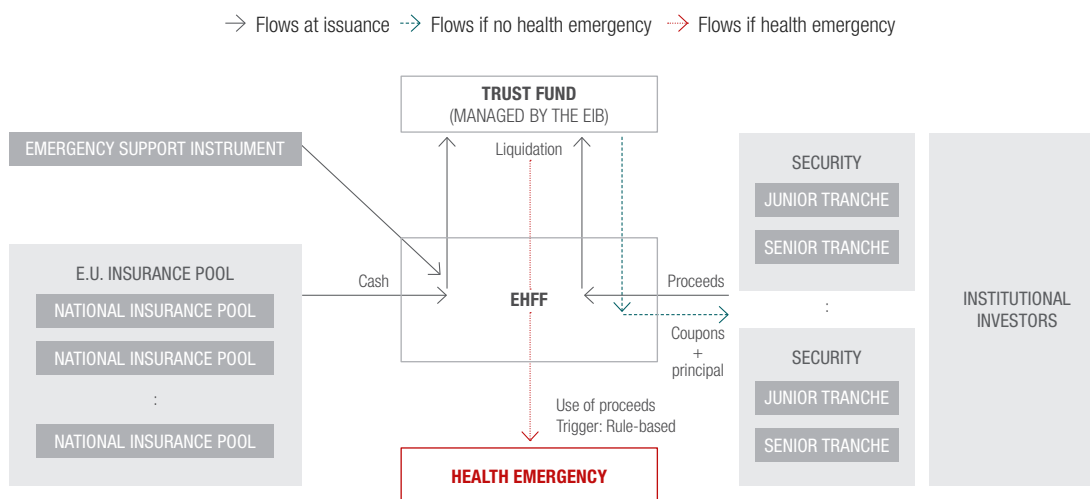 Flows at issuance
Flows if no health emergency
Flows if health emergency
TRUST FUND
(MANAGED BY THE EIB)
Liquidation
EMERGENCY SUPPORT INSTRUMENT
E.U. INSURANCE POOL
NATIONAL INSURANCE POOL
NATIONAL INSURANCE POOL
:
NATIONAL INSURANCE POOL
Cash
EHFF
Proceeds
Coupons
+
principal
Use of proceeds
Trigger: Rule-based
HEALTH EMERGENCY
SECURITY
JUNIOR TRANCHE
SENIOR TRANCHE
:
SECURITY
JUNIOR TRANCHE
SENIOR TRANCHE
INSTITUTIONAL
INVESTORS